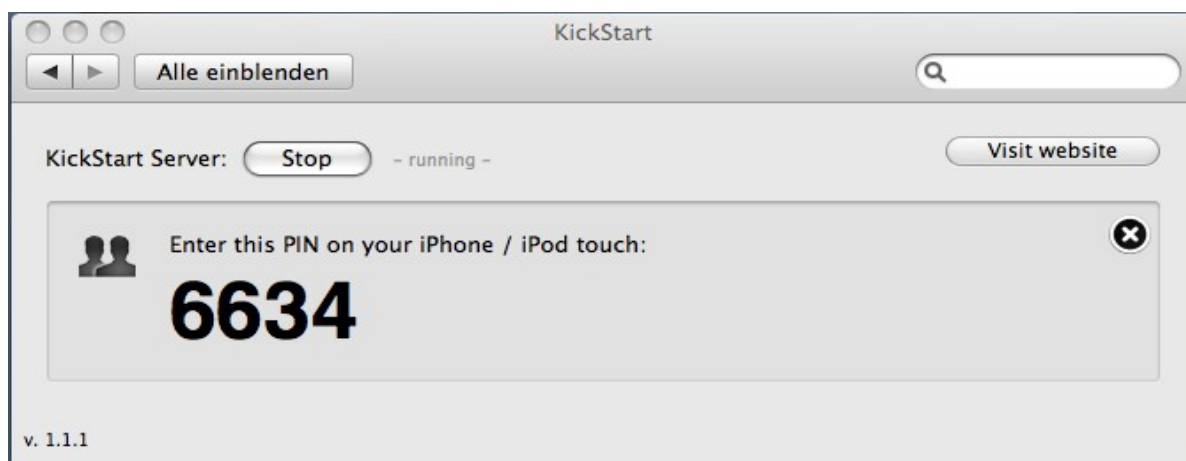 KickStart
Alle einblenden
KickStart Server: Stop – running – Visit website
Enter this PIN on your iPhone / iPod touch:
6634
v. 1.1.1